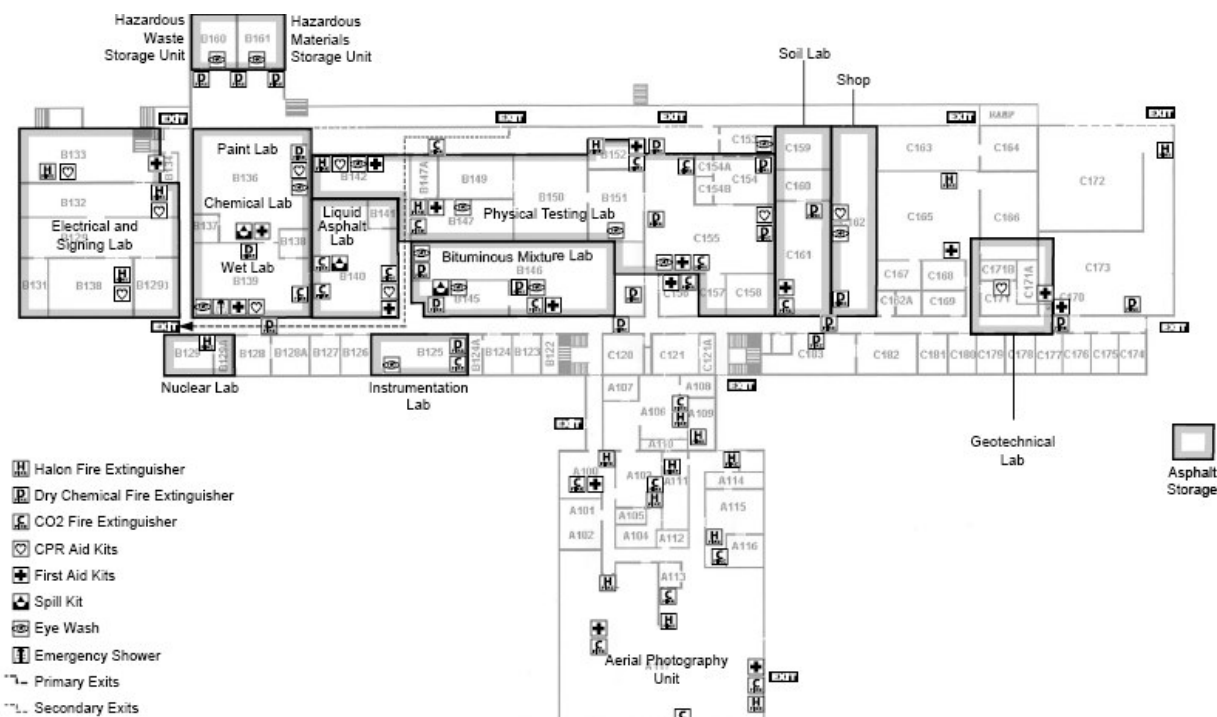 Hazardous
Waste
Storage Unit
B160
B161
Hazardous
Materials
Storage Unit
Soil Lab
Shop
EXIT
EXIT
EXIT
EXIT
B133
B134
Paint Lab
B136
B142
B147A
B149
B152
C153
C154A
C154
C154B
C159
C163
C164
C172
B132
Chemical Lab
B137
B138
Liquid
Asphalt
Lab
B141
B147
B150
B151
Physical Testing Lab
C155
C160
C165
C166
Electrical and
Signing Lab
B131
B138
Wet Lab
B139
B140
Bituminous Mixture Lab
B146
B145
C156
C157
C158
C161
C167
C168
C162A
C169
C171B
C171A
C171
C173
C170
EXIT
EXIT
B128
B128A
B127
B126
B125
B124A
B124
B123
B122
C120
C121
C121A
C182
C181
C180
C179
C178
C177
C176
C175
C174
Nuclear Lab
Instrumentation
Lab
EXIT
EXIT
A107
A108
A106
A109
A110
Geotechnical
Lab
Asphalt
Storage
A100
A101
A102
A103
A111
A105
A104
A112
A113
A114
A115
A116
Aerial Photography
Unit
EXIT
H Halon Fire Extinguisher
D Dry Chemical Fire Extinguisher
C CO2 Fire Extinguisher
CPR Aid Kits
First Aid Kits
Spill Kit
Eye Wash
Emergency Shower
Primary Exits
Secondary Exits